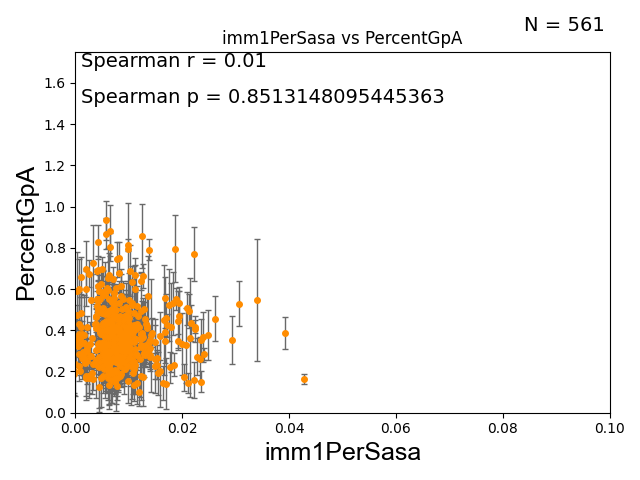 N = 561
imm1PerSasa vs PercentGpA
Spearman r = 0.01
Spearman p = 0.8513148095445363
PercentGpA
1.6
1.4
1.2
1.0
0.8
0.6
0.4
0.2
0.0
0.00 0.02 0.04 0.06 0.08 0.10
imm1PerSasa